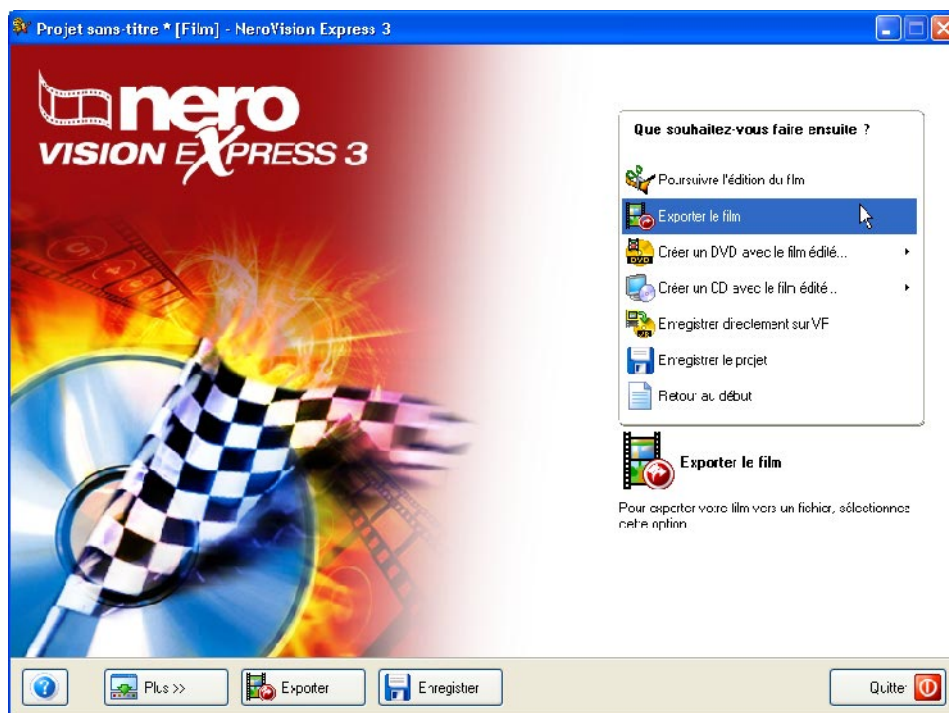 Projet sans-titre * [Film] - NeroVision Express 3
nero
VISION EXPRESS 3
Que souhaitez-vous faire ensuite ?
Poursuivre l'édition du film
Exporter le film
Créer un DVD avec le film édité...
Créer un CD avec le film édité...
Enregistrer directement sur VF
Enregistrer le projet
Retour au début
Exporter le film
Pour exporter votre film vers un fichier, sélectionnez
cette option
Plus >>
Exporter
Enregistrer
Quitter